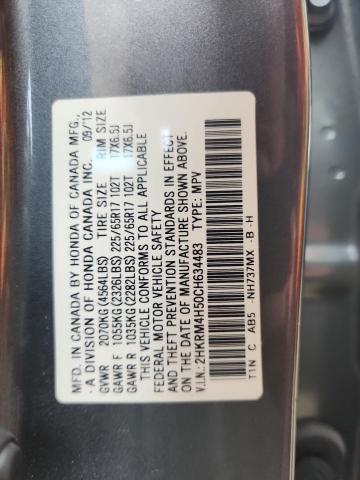 MFD. IN CANADA BY HONDA OF CANADA MFG.,
- A DIVISION OF HONDA CANADA INC. 09/12
GVWR 2070KG (4564LBS) TIRE SIZE RIM SIZE
GAWR F 1055KG (2326LBS) 225/65R17 102T 17X6.5J
GAWR R 1035KG (2282LBS) 225/65R17 102T 17X6.5J
THIS VEHICLE CONFORMS TO ALL APPLICABLE
FEDERAL MOTOR VEHICLE SAFETY
AND THEFT PREVENTION STANDARDS IN EFFECT
ON THE DATE OF MANUFACTURE SHOWN ABOVE.
V.I.N.: 2HKRM4H50CH634483 TYPE: MPV
T1N C AB5 -NH737MX -B -H